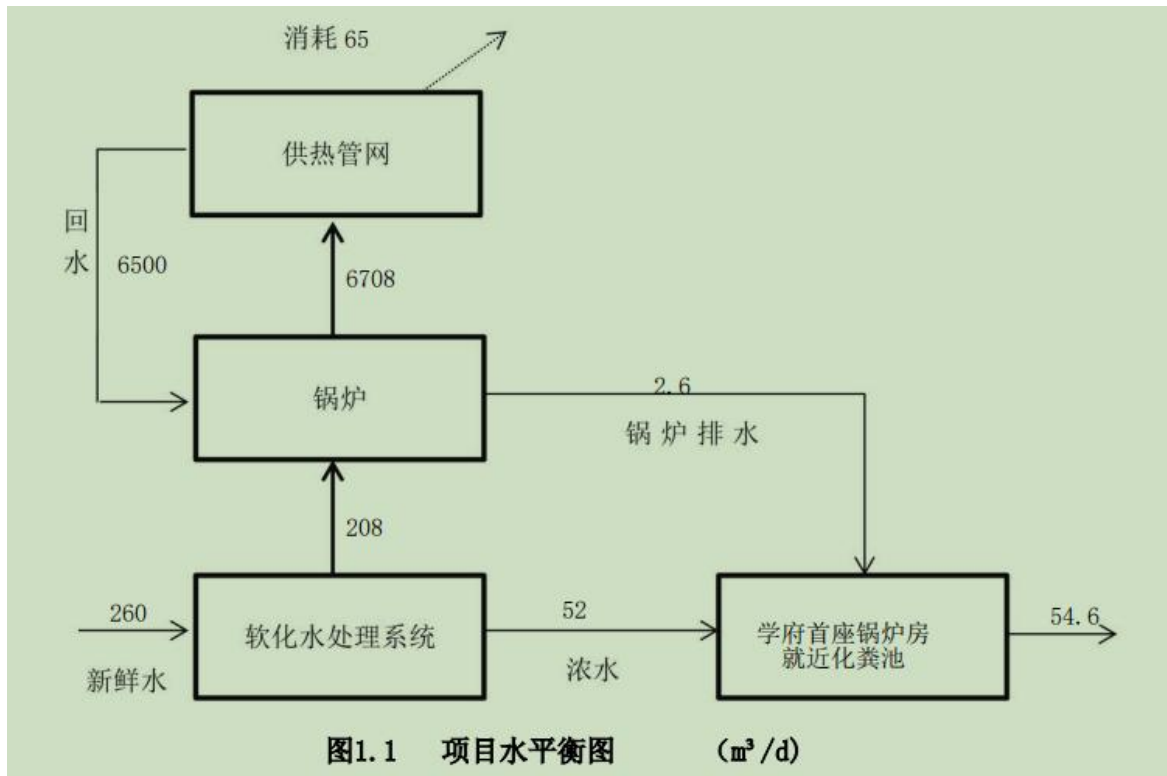 消耗 65
供热管网
回水
6500
6708
锅炉
2.6
锅炉排水
208
260
新鲜水
软化水处理系统
52
浓水
学府首座锅炉房
就近化粪池
54.6
图1.1 项目水平衡图 (m³/d)